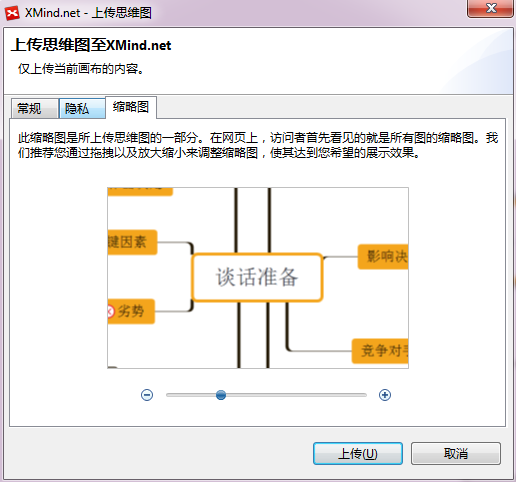 XMind.net - 上传思维图
上传思维图至XMind.net
仅上传当前画布的内容。
常规 隐私 缩略图
此缩略图是所上传思维图的一部分。在网页上，访问者首先看见的就是所有图的缩略图。我
们推荐您通过拖拽以及放大缩小来调整缩略图，使其达到您希望的展示效果。
键因素
影响决
谈话准备
劣势
竞争对手
上传(U) 取消